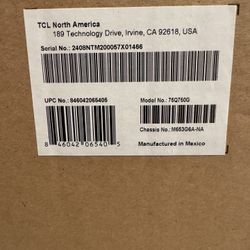 TCL North America
189 Technology Drive, Irvine, CA 92618, USA
Serial No.: 2408NTM200057X01466
UPC No.: 846042065405
Model No.: 75Q750G
Chassis No.: M653G6A-NA
8 46042 06540 5
Manufactured in Mexico